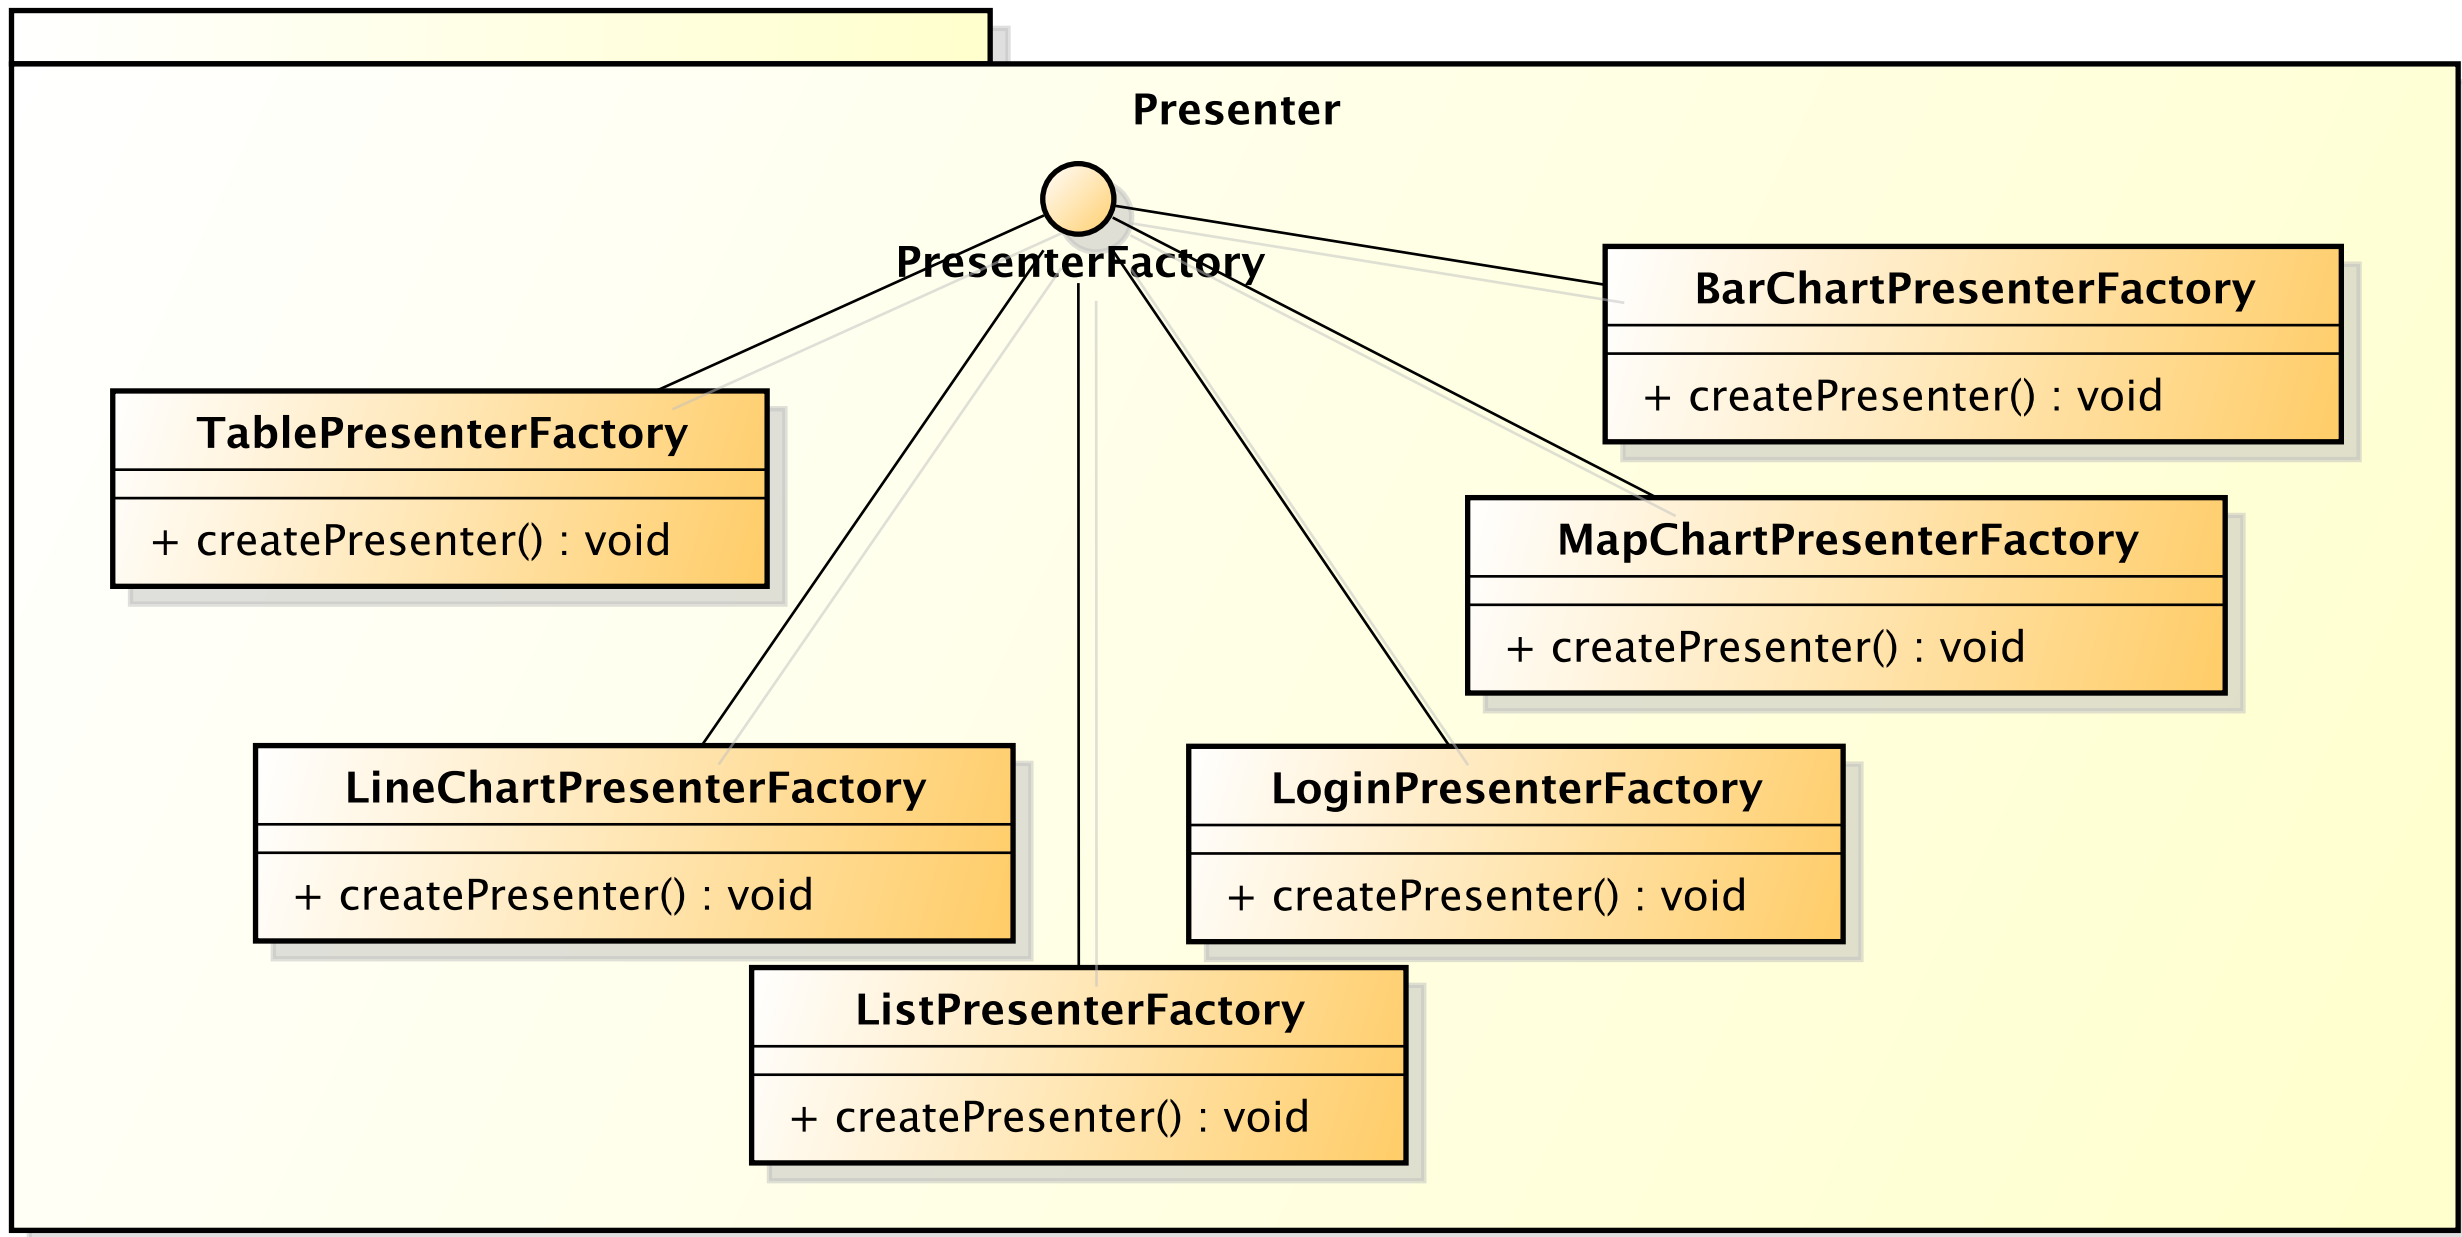 Presenter
PresenterFactory
BarChartPresenterFactory
+ createPresenter() : void
TablePresenterFactory
+ createPresenter() : void
MapChartPresenterFactory
+ createPresenter() : void
LineChartPresenterFactory
+ createPresenter() : void
LoginPresenterFactory
+ createPresenter() : void
ListPresenterFactory
+ createPresenter() : void